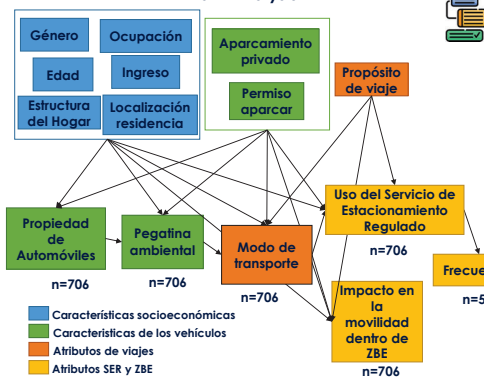 Género
Ocupación
Edad
Ingreso
Estructura
del Hogar
Localización
residencia
Aparcamiento
privado
Permiso
aparcar
Propósito
de viaje
Propiedad
de
Automóviles
n=706
Pegatina
ambiental
n=706
Modo de
transporte
n=706
Uso del Servicio de
Estacionamiento
Regulado
n=706
Impacto en
la
movilidad
dentro de
ZBE
n=706
Características socioeconómicas
Caracteristicas de los vehículos
Atributos de viajes
Atributos SER y ZBE